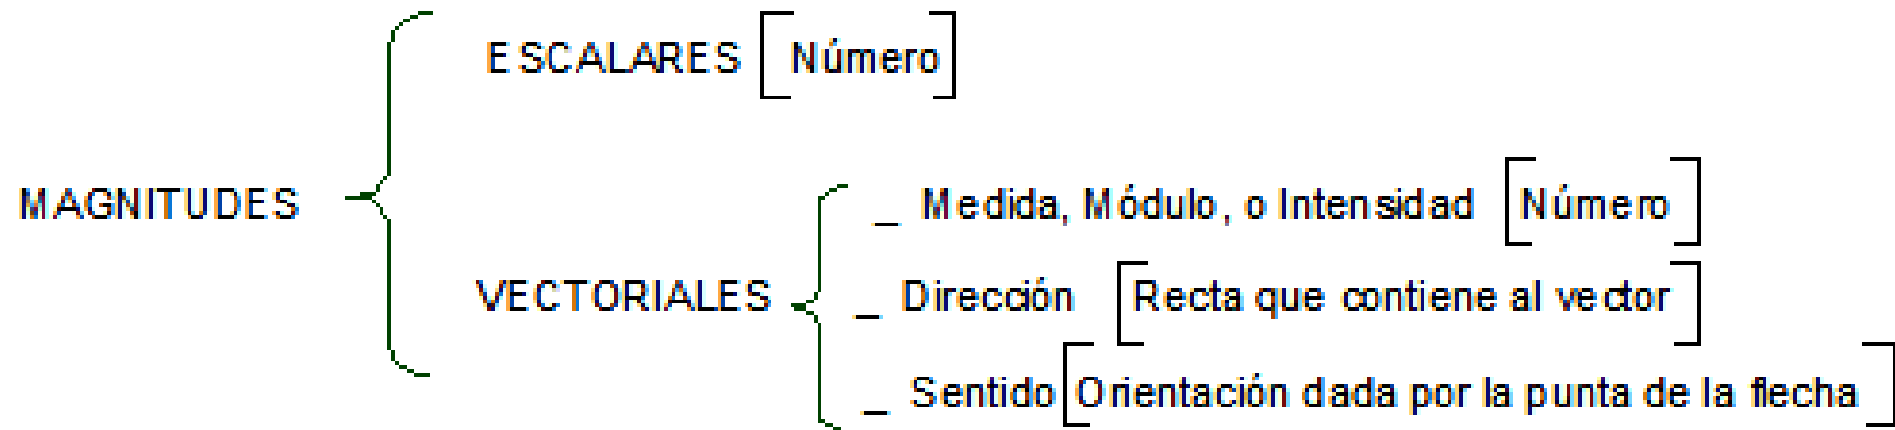 ESCALARES [Número]
MAGNITUDES
_ Medida, Módulo, o Intensidad [Número]
VECTORIALES
_ Dirección [Recta que contiene al vector]
_ Sentido [Orientación dada por la punta de la flecha]